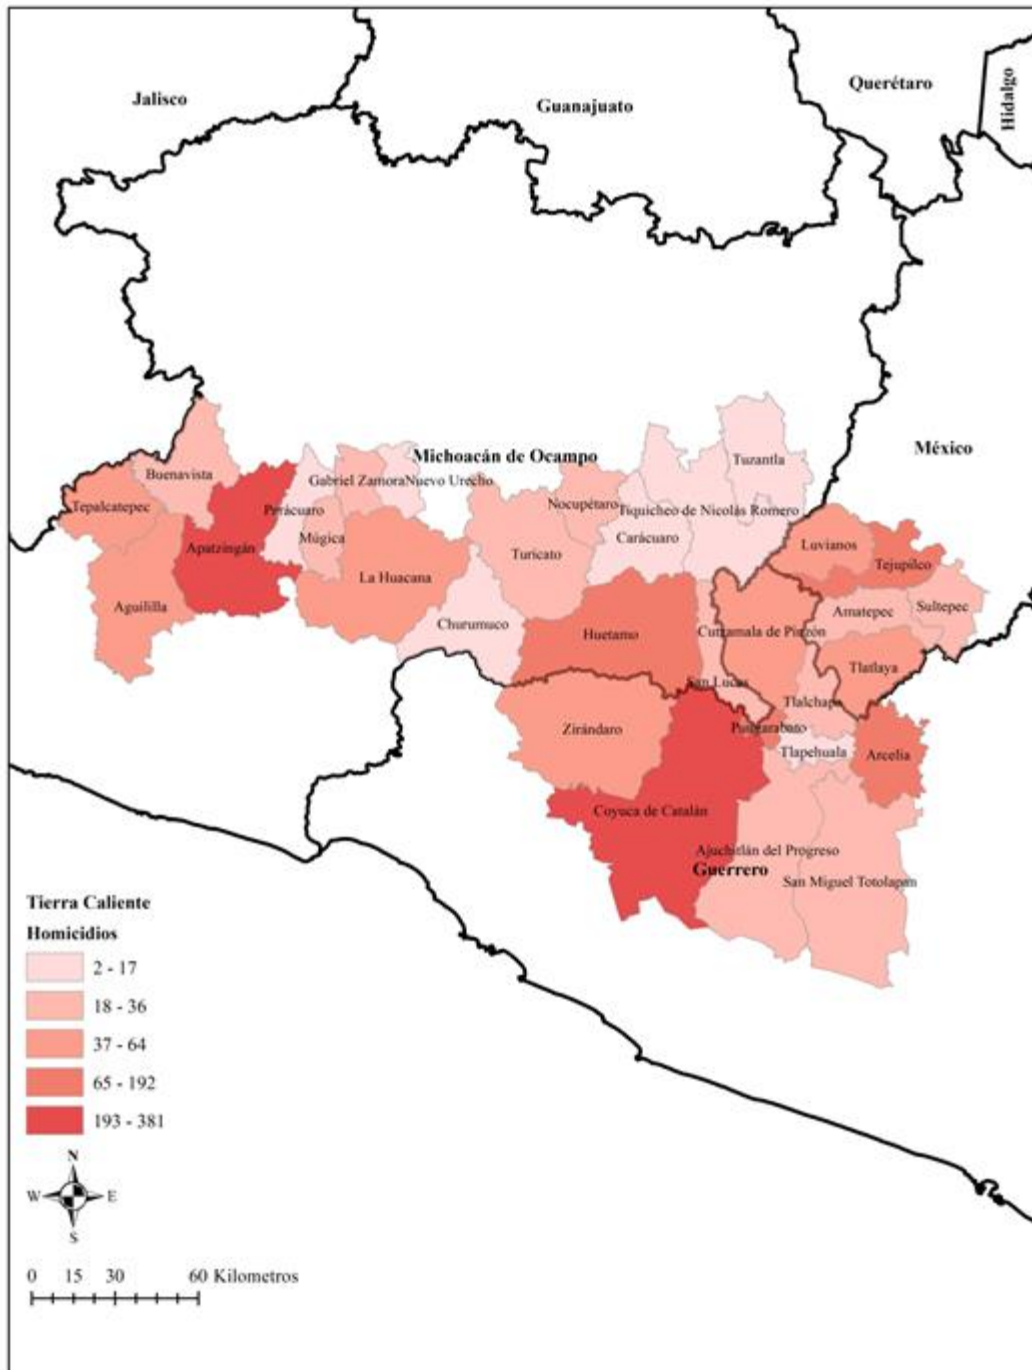 Jalisco
Guanajuato
Querétaro
Hidalgo
México
Michoacán de Ocampo
Tuzantla
Buenavista
Gabriel Zamora
Nuevo Urecho
Tepalcatepec
Parácuaro
Nocupétaro
Tiquicheo de Nicolás Romero
Múgica
Carácuaro
Apatzingán
Turicato
Luvianos
Tejupilco
La Huacana
Aguililla
Amatepec
Sultepec
Churumuco
Huetamo
Cutzamala de Pinzón
Tlatlaya
San Lucas
Tlalchapa
Zirándaro
Pungarabato
Tlapehuala
Arcelia
Coyuca de Catalán
Ajuchitlán del Progreso
Guerrero
San Miguel Totolapan
Tierra Caliente
Homicidios
2 - 17
18 - 36
37 - 64
65 - 192
193 - 381
N
W E
S
0 15 30 60 Kilometros